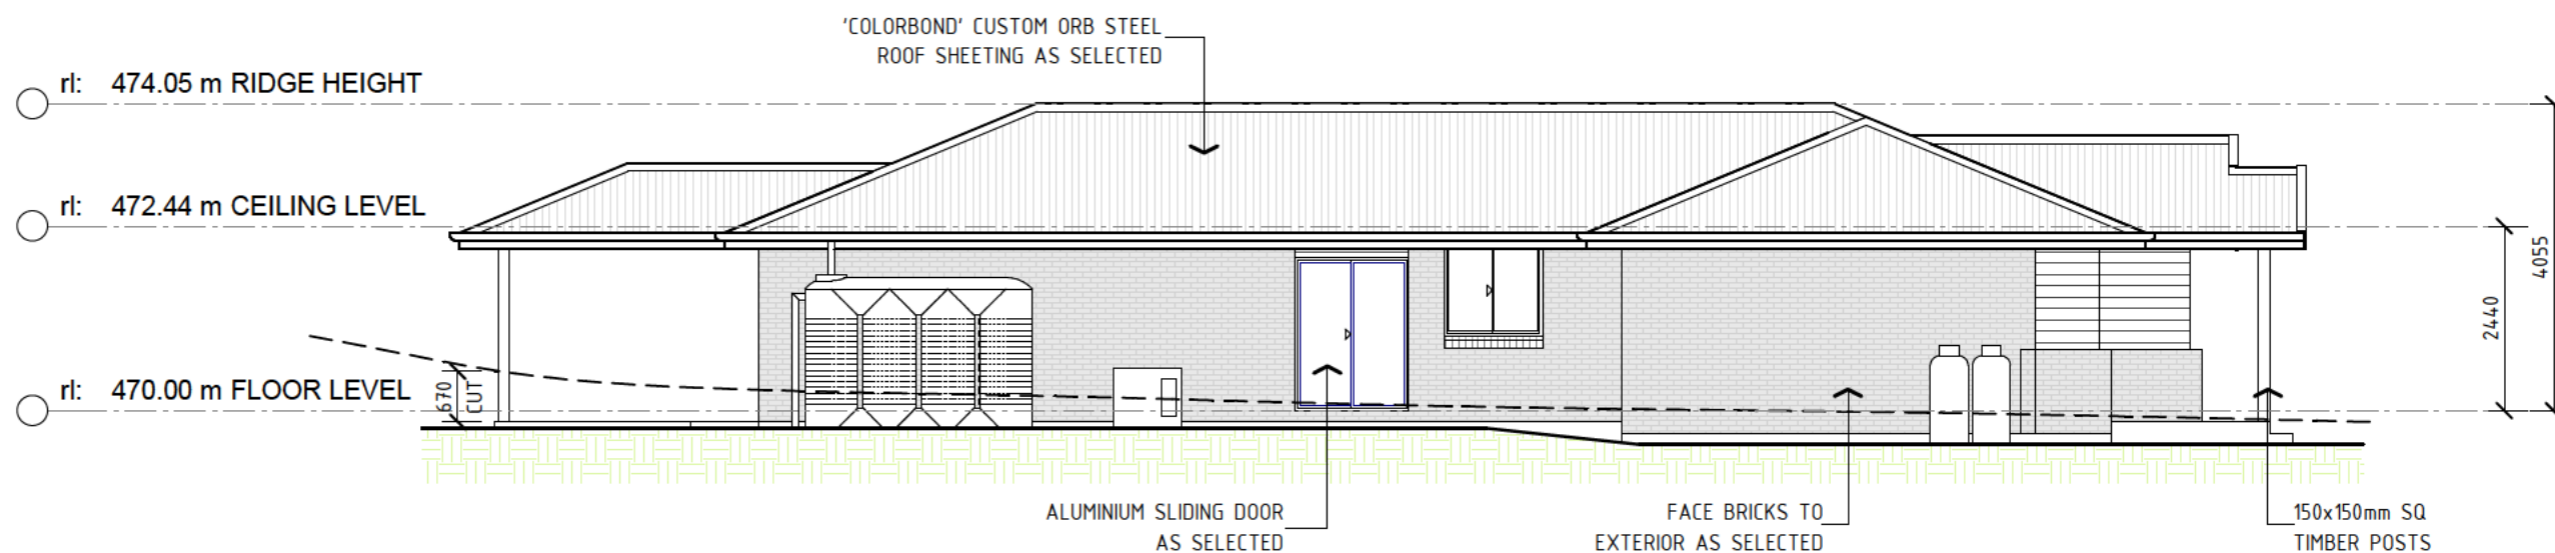 'COLORBOND' CUSTOM ORB STEEL
ROOF SHEETING AS SELECTED
rl: 474.05 m RIDGE HEIGHT
rl: 472.44 m CEILING LEVEL
4055
2440
rl: 470.00 m FLOOR LEVEL
670
CUT
ALUMINIUM SLIDING DOOR
AS SELECTED
FACE BRICKS TO
EXTERIOR AS SELECTED
150x150mm SQ
TIMBER POSTS